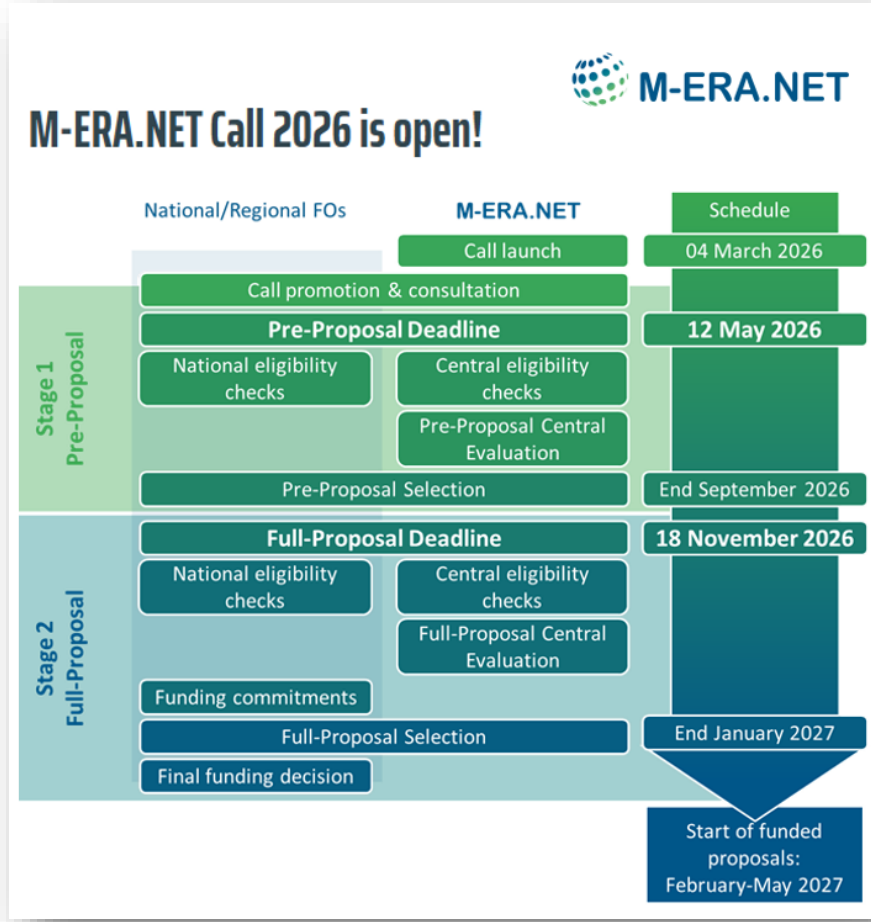 M-ERA.NET
M-ERA.NET Call 2026 is open!
National/Regional FOs
M-ERA.NET
Schedule
Call launch
04 March 2026
Call promotion & consultation
Stage 1
Pre-Proposal
Pre-Proposal Deadline
12 May 2026
National eligibility
checks
Central eligibility
checks
Pre-Proposal Central
Evaluation
Pre-Proposal Selection
End September 2026
Stage 2
Full-Proposal
Full-Proposal Deadline
18 November 2026
National eligibility
checks
Central eligibility
checks
Full-Proposal Central
Evaluation
Funding commitments
Full-Proposal Selection
End January 2027
Final funding decision
Start of funded
proposals:
February-May 2027